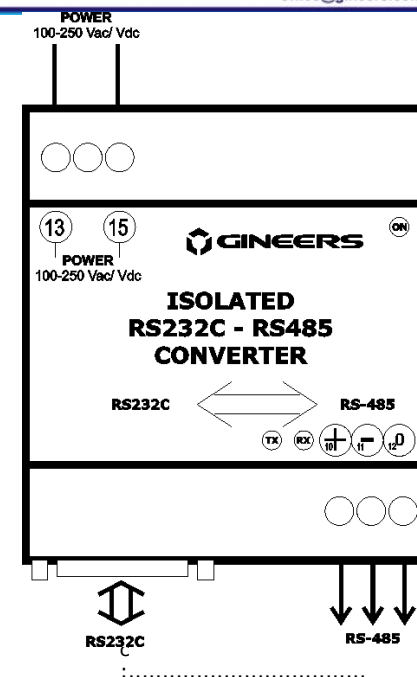 POWER
100-250 Vac/ Vdc
13 15
GINEERS
ON
POWER
100-250 Vac/ Vdc
ISOLATED
RS232C - RS485
CONVERTER
RS232C RS-485
TX RX + - 0
10 11 12
RS232C RS-485
C
:................................